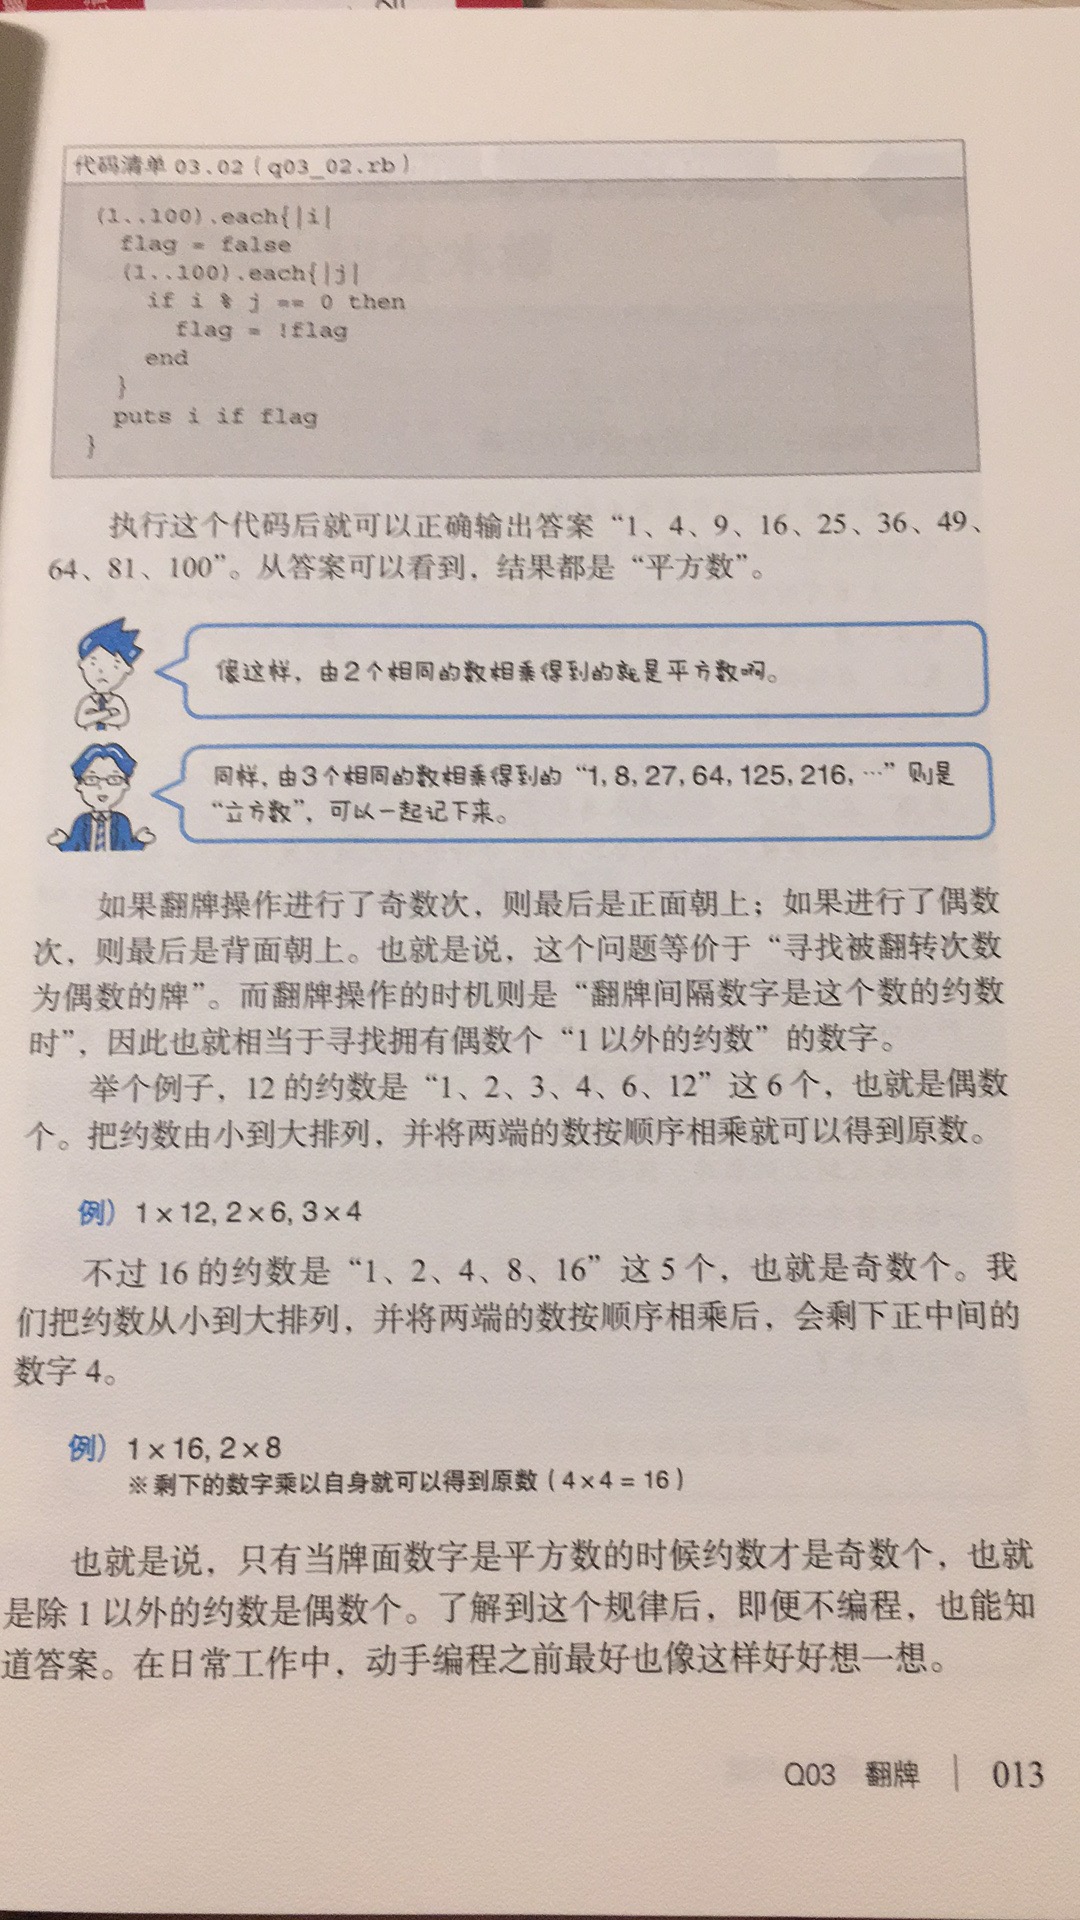 代码清单 03.02（q03_02.rb）
(1..100).each{|i|
flag = false
(1..100).each{|j|
if i % j == 0 then
flag = !flag
end
}
puts i if flag
}
执行这个代码后就可以正确输出答案“1、4、9、16、25、36、49、
64、81、100”。从答案可以看到，结果都是“平方数”。
像这样，由2个相同的数相乘得到的就是平方数啊。
同样，由3个相同的数相乘得到的“1, 8, 27, 64, 125, 216, …”则是
“立方数”，可以一起记下来。
如果翻牌操作进行了奇数次，则最后是正面朝上；如果进行了偶数
次，则最后是背面朝上。也就是说，这个问题等价于“寻找被翻转次数
为偶数的牌”。而翻牌操作的时机则是“翻牌间隔数字是这个数的约数
时”，因此也就相当于寻找拥有偶数个“1 以外的约数”的数字。
举个例子，12 的约数是“1、2、3、4、6、12”这 6 个，也就是偶数
个。把约数由小到大排列，并将两端的数按顺序相乘就可以得到原数。
例）1 × 12, 2 × 6, 3 × 4
不过 16 的约数是“1、2、4、8、16”这 5 个，也就是奇数个。我
们把约数从小到大排列，并将两端的数按顺序相乘后，会剩下正中间的
数字 4。
例）1 × 16, 2 × 8
※ 剩下的数字乘以自身就可以得到原数（4 × 4 = 16）
也就是说，只有当牌面数字是平方数的时候约数才是奇数个，也就
是除 1 以外的约数是偶数个。了解到这个规律后，即便不编程，也能知
道答案。在日常工作中，动手编程之前最好也像这样好好想一想。
Q03 翻牌 | 013